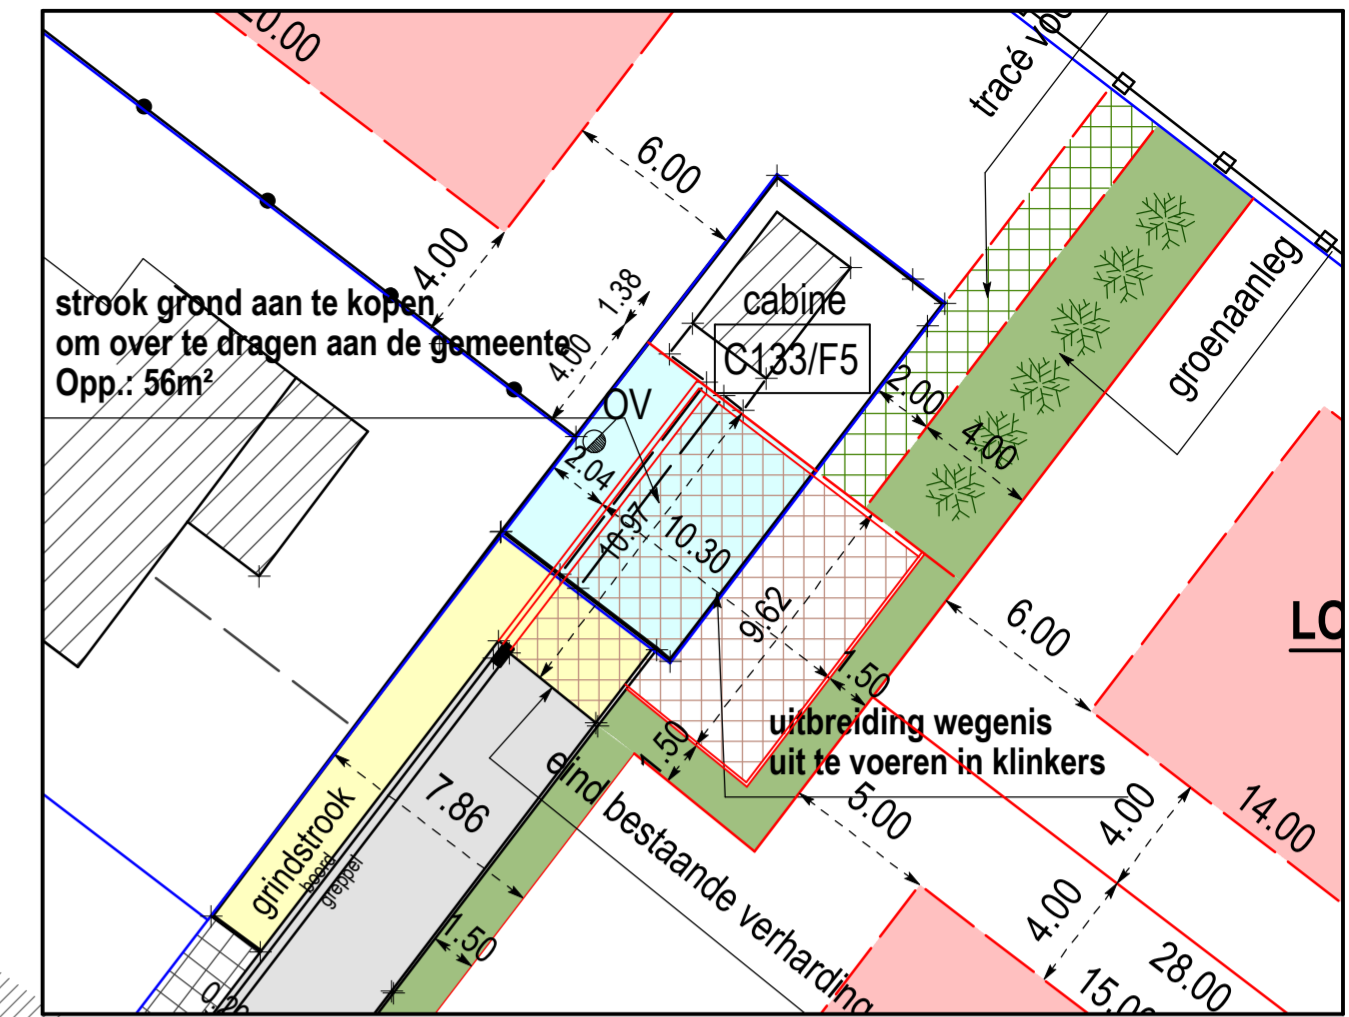 20.00
tracé
6.00
4.00
1.38
strook grond aan te kopen
om over te dragen aan de gemeente
Opp.: 56m²
cabine
C133/F5
groenaanleg
4.00
OV
2.00
4.00
2.04
10.97
10.30
9.62
6.00
LO
1.50
uitbreiding wegenis
uit te voeren in klinkers
1.50
eind bestaande verharding
7.86
5.00
4.00
14.00
grindstrook
boord
greppel
4.00
1.50
28.00
15.00
0.20